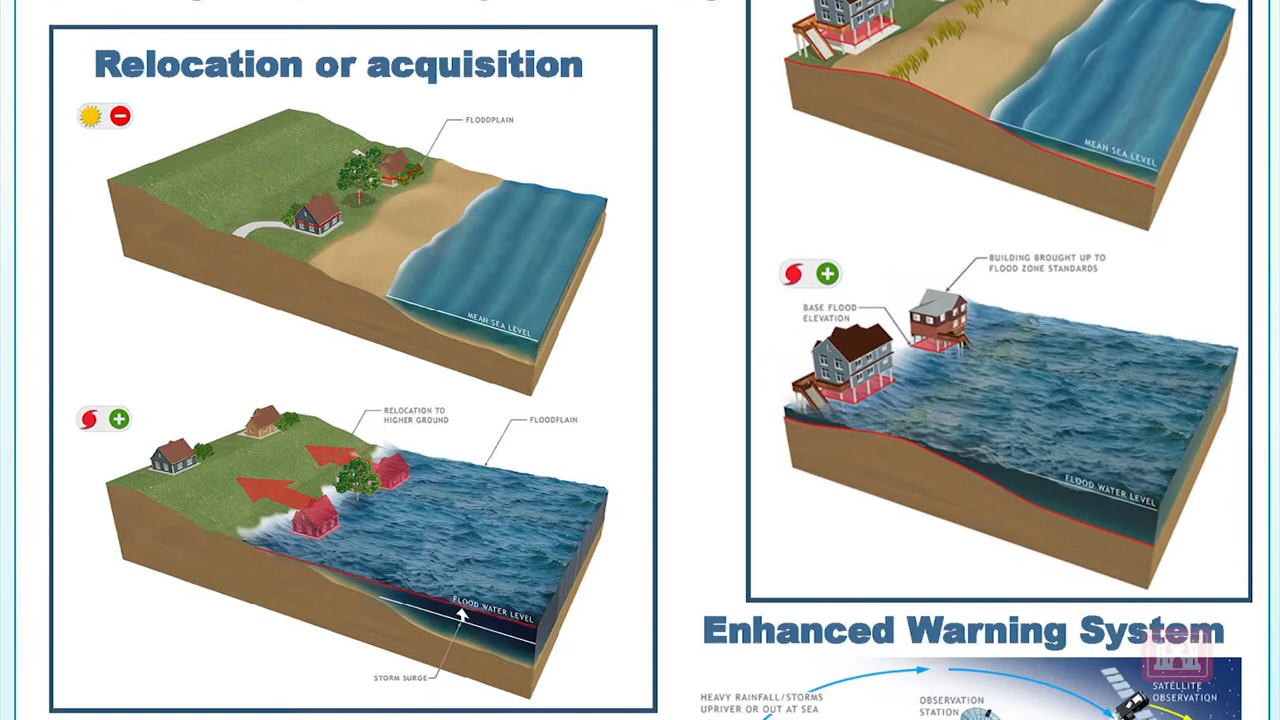 Relocation or acquisition
FLOODPLAIN
MEAN SEA LEVEL
RELOCATION TO
HIGHER GROUND
FLOODPLAIN
FLOOD WATER LEVEL
STORM SURGE
MEAN SEA LEVEL
BUILDING BROUGHT UP TO
FLOOD ZONE STANDARDS
BASE FLOOD
ELEVATION
FLOOD WATER LEVEL
Enhanced Warning System
HEAVY RAINFALL/STORMS
UPRIVER OR OUT AT SEA
OBSERVATION
STATION
SATELLITE
OBSERVATION